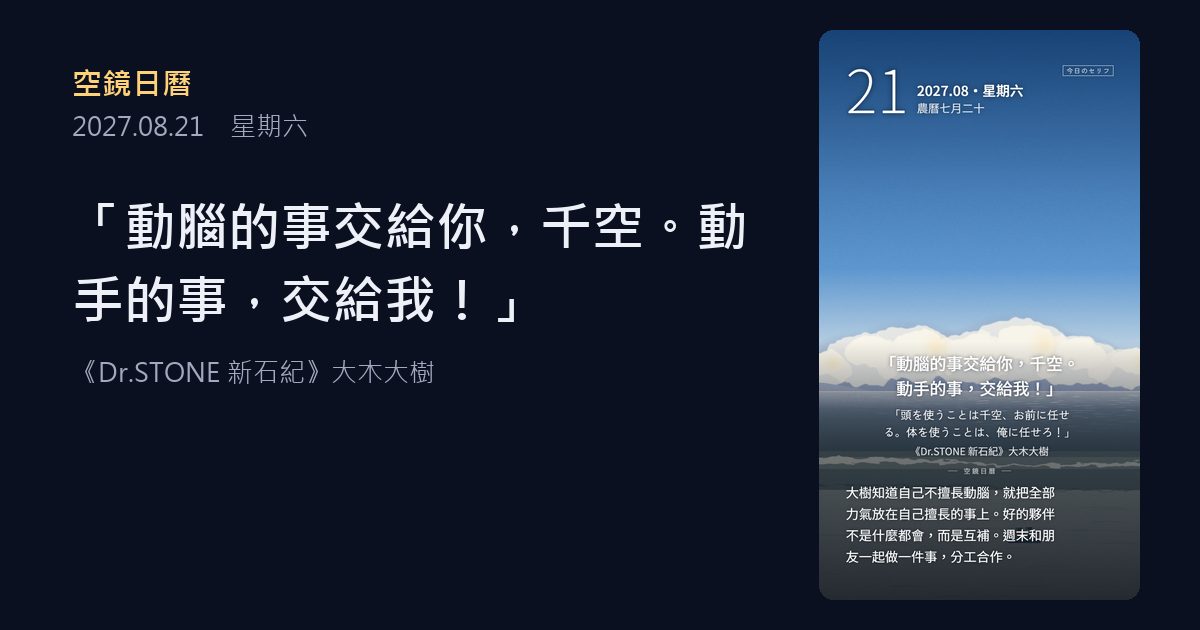 空鏡日曆
2027.08.21　星期六
「動腦的事交給你，千空。動
手的事，交給我！」
《Dr.STONE 新石紀》大木大樹
21
2027.08・星期六
農曆七月二十
今日のセリフ
「動腦的事交給你，千空。
動手的事，交給我！」
「頭を使うことは千空、お前に任せ
る。体を使うことは、俺に任せろ！」
《Dr.STONE 新石紀》大木大樹
— 空鏡日曆 —
大樹知道自己不擅長動腦，就把全部
力氣放在自己擅長的事上。好的夥伴
不是什麼都會，而是互補。週末和朋
友一起做一件事，分工合作。